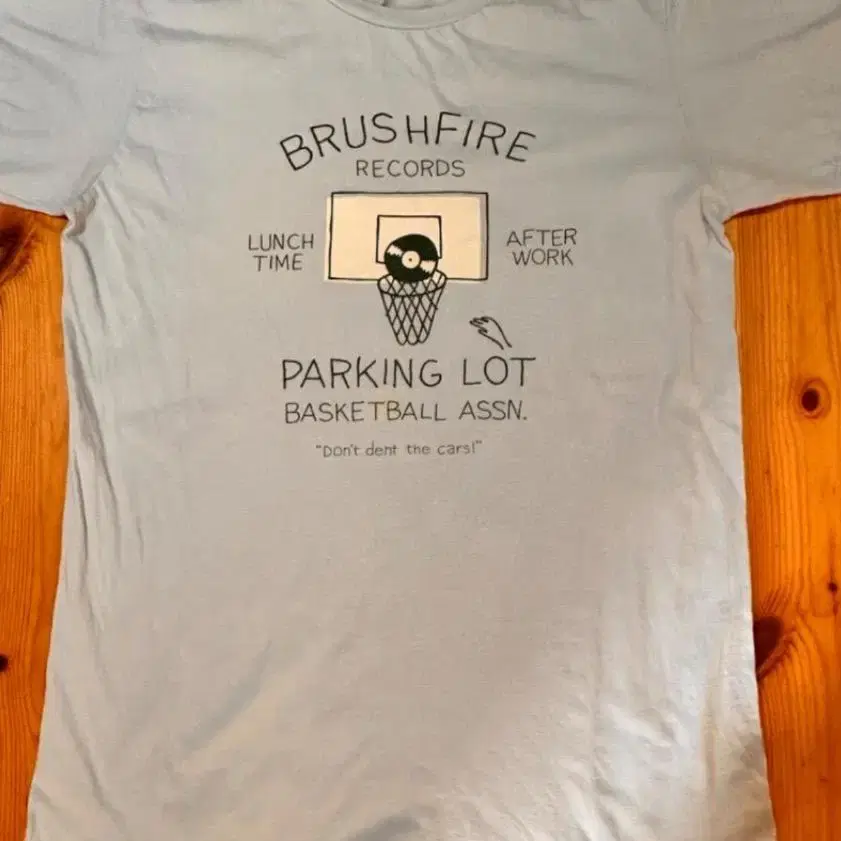 BRUSHFIRE
RECORDS
LUNCH TIME
AFTER WORK
PARKING LOT
BASKETBALL ASSN.
"Don't dent the cars!"